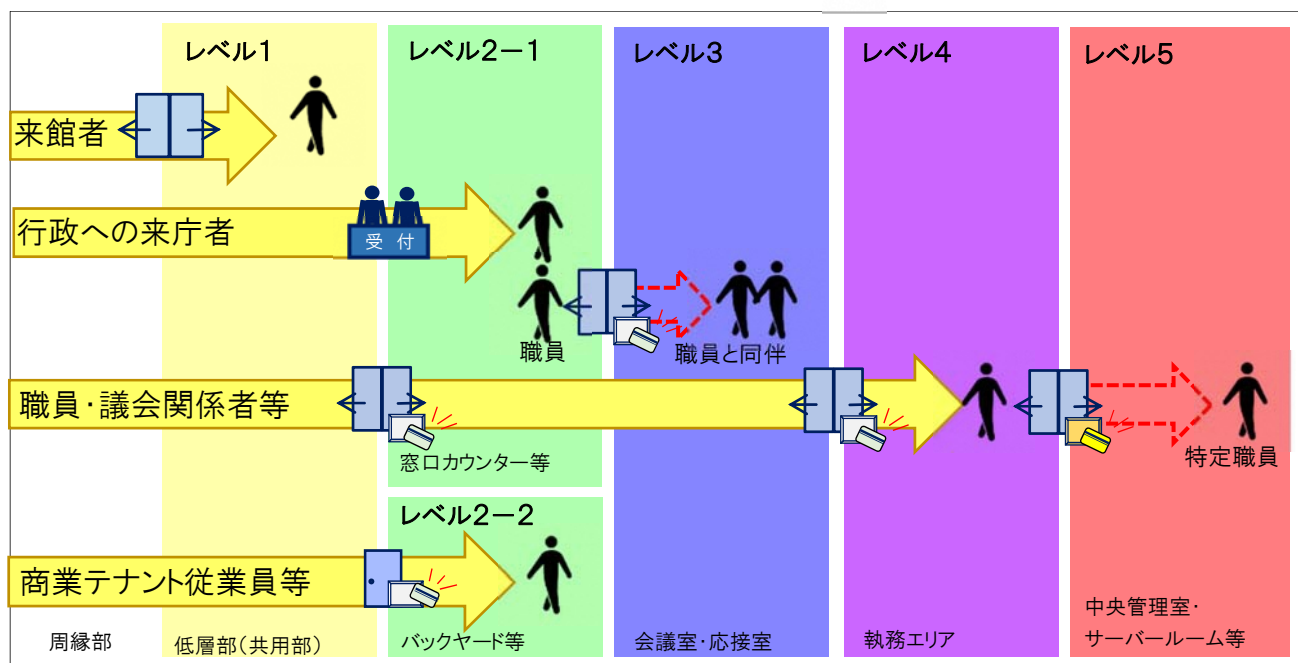 レベル1
レベル2－1
レベル3
レベル4
レベル5
来館者
行政への来庁者
受 付
職員
職員と同伴
職員・議会関係者等
窓口カウンター等
特定職員
レベル2－2
商業テナント従業員等
周縁部
低層部(共用部)
バックヤード等
会議室・応接室
執務エリア
中央管理室・
サーバールーム等